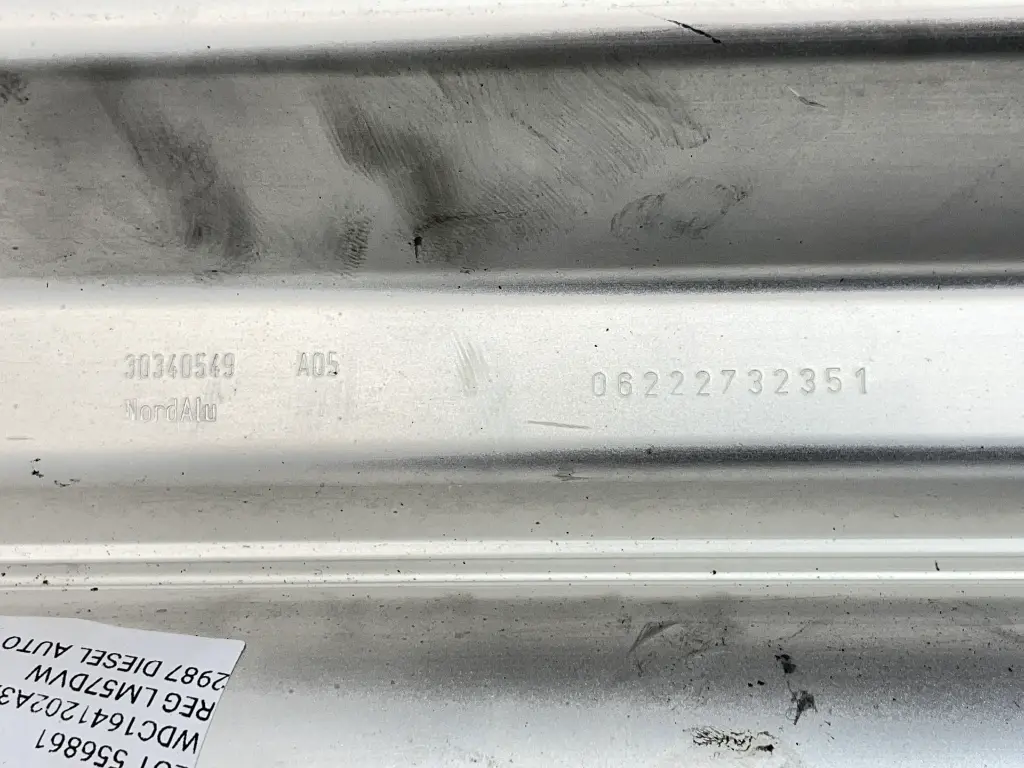 30340549 A05
NordAlu
06222732351
556861
WDC1641202A3
REG LM57DVW
2987 DIESEL AUTO